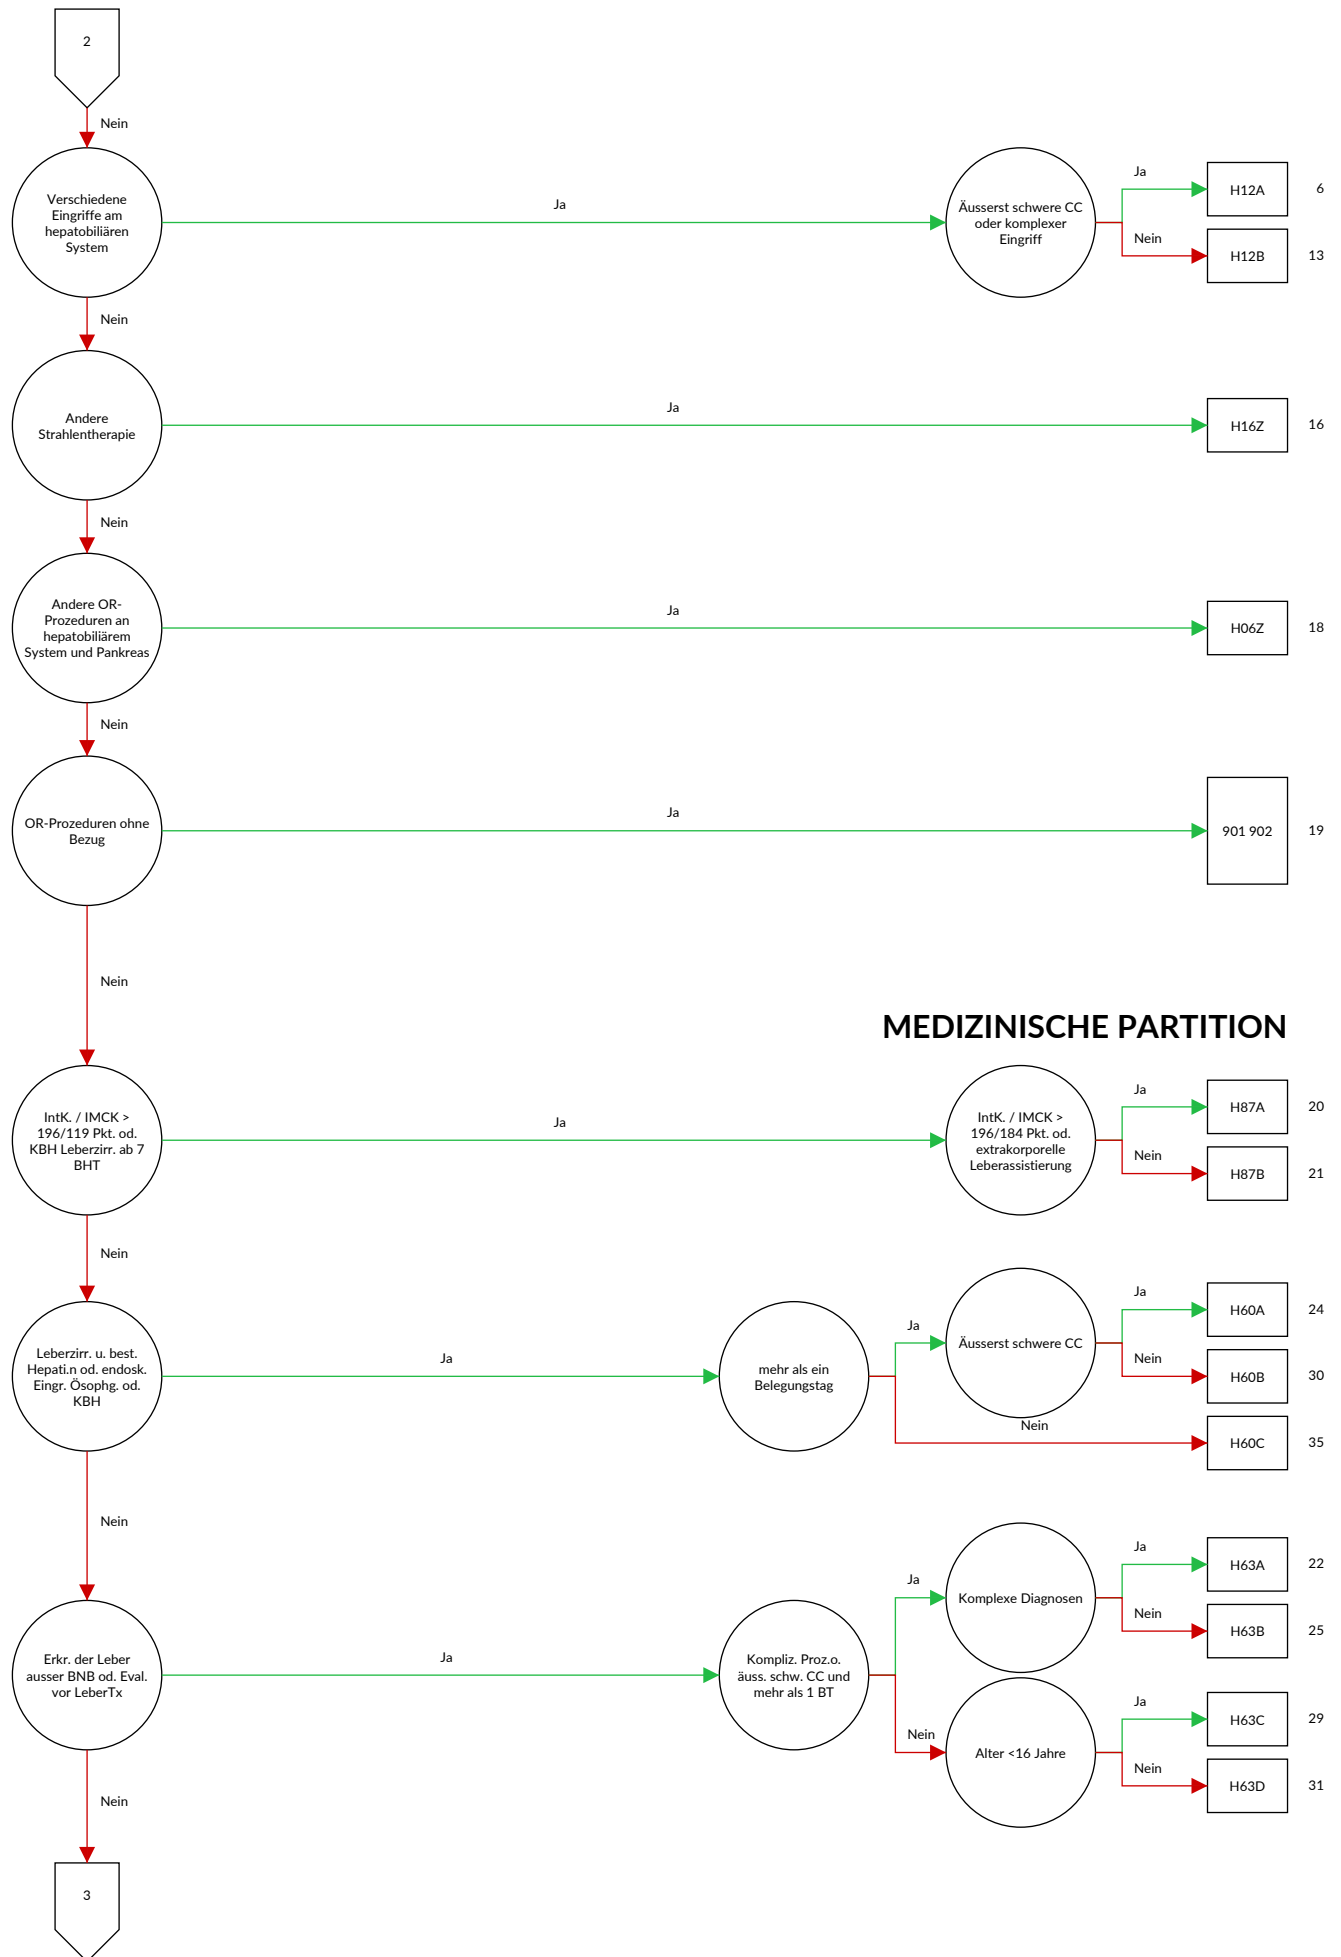 2
Nein
Verschiedene
Eingriffe am
hepatobiliären
System
Ja
Äusserst schwere CC
oder komplexer
Eingriff
Ja
H12A
6
Nein
H12B
13
Nein
Andere
Strahlentherapie
Ja
H16Z
16
Nein
Andere OR-
Prozeduren an
hepatobiliärem
System und Pankreas
Ja
H06Z
18
Nein
OR-Prozeduren ohne
Bezug
Ja
901 902
19
Nein
MEDIZINISCHE PARTITION
IntK. / IMCK >
196/119 Pkt. od.
KBH Leberzirr. ab 7
BHT
Ja
IntK. / IMCK >
196/184 Pkt. od.
extrakorporelle
Leberassistierung
Ja
H87A
20
Nein
H87B
21
Nein
Leberzirr. u. best.
Hepati.n od. endosk.
Eingr. Ösophg. od.
KBH
Ja
mehr als ein
Belegungstag
Ja
Äusserst schwere CC
Ja
H60A
24
Nein
H60B
30
Nein
H60C
35
Nein
Erkr. der Leber
ausser BNB od. Eval.
vor LeberTx
Ja
Kompliz. Proz.o.
äuss. schw. CC und
mehr als 1 BT
Ja
Komplexe Diagnosen
Ja
H63A
22
Nein
H63B
25
Nein
Alter <16 Jahre
Ja
H63C
29
Nein
H63D
31
Nein
3